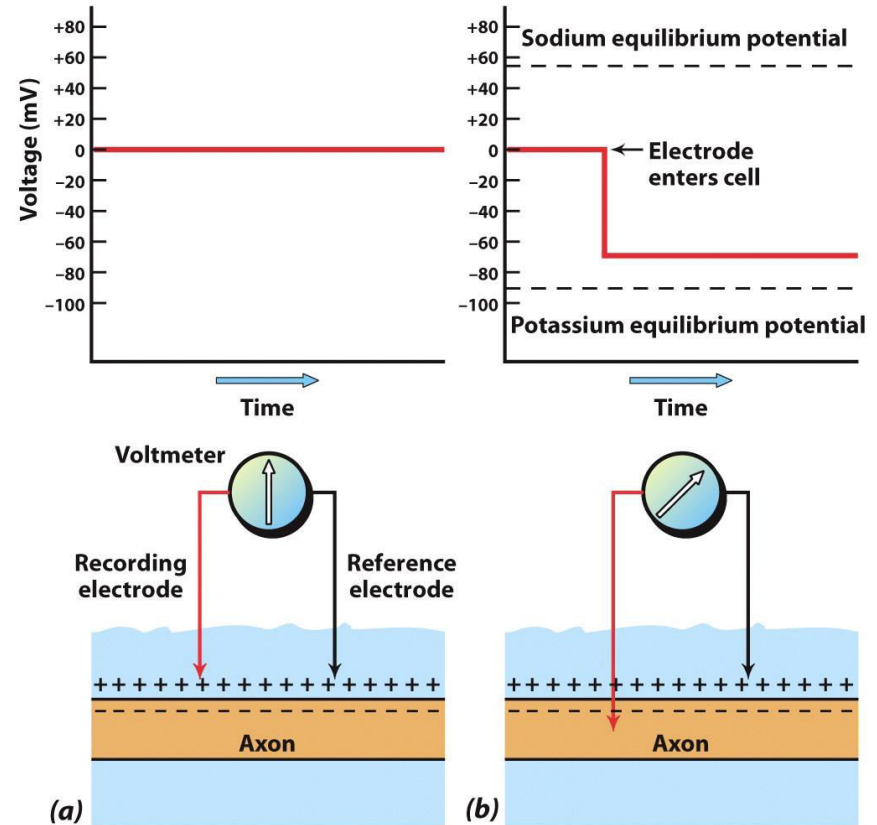 Voltage (mV)
+80
+60
+40
+20
0
–20
–40
–60
–80
–100
Time
Voltmeter
Recording
electrode
Reference
electrode
+ + + + + + + + + + + + + + + + + +
– – – – – – – – – – – – – – – – – –
Axon
(a)
+80
+60
+40
+20
0
–20
–40
–60
–80
–100
Sodium equilibrium potential
Electrode
enters cell
Potassium equilibrium potential
Time
+ + + + + + + + + + + + + + + + + +
– – – – – – – – – – – – – – – – – –
Axon
(b)